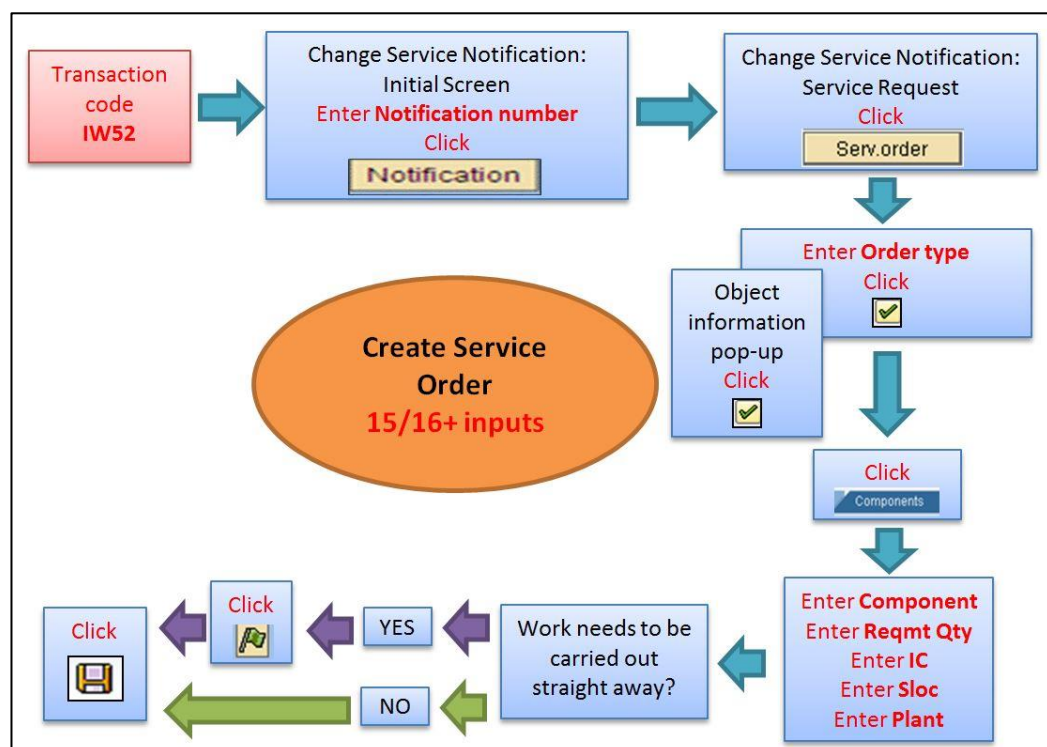 Transaction
code
IW52
Change Service Notification:
Initial Screen
Enter Notification number
Click
Notification
Change Service Notification:
Service Request
Click
Serv.order
Enter Order type
Click
Object
information
pop-up
Click
Create Service
Order
15/16+ inputs
Click
Components
Enter Component
Enter Reqmt Qty
Enter IC
Enter Sloc
Enter Plant
Work needs to be
carried out
straight away?
YES
Click
NO
Click